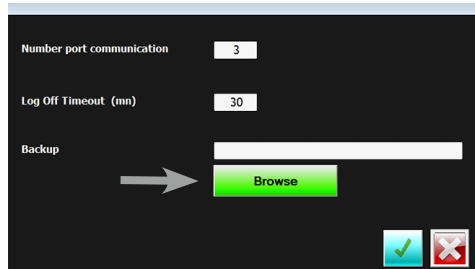 Number port communication 3
Log Off Timeout (mn) 30
Backup
Browse